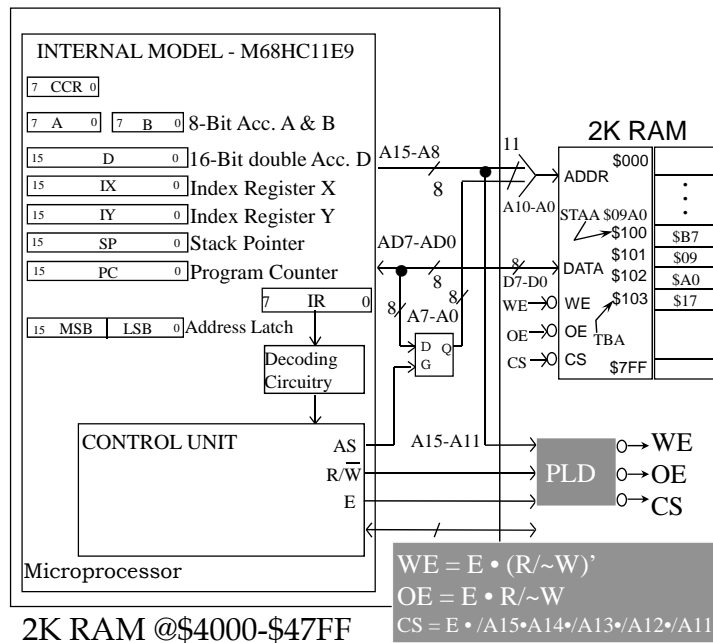 INTERNAL MODEL - M68HC11E9
7 CCR 0
7 A 0 7 B 0 8-Bit Acc. A & B
15 D 0 16-Bit double Acc. D
15 IX 0 Index Register X
15 IY 0 Index Register Y
15 SP 0 Stack Pointer
15 PC 0 Program Counter
7 IR 0
15 MSB LSB 0 Address Latch
Decoding
Circuitry
CONTROL UNIT
AS
R/W
E
Microprocessor
A15-A8
8
11
A10-A0
AD7-AD0
8
8
D7-D0
8
A7-A0
8
D Q
G
A15-A11
2K RAM
ADDR
$000
STAA $09A0
$100
$B7
$101
$09
DATA
$102
$A0
WE
WE
$103
$17
OE
OE
TBA
CS
CS
$7FF
PLD
WE
OE
CS
WE = E • (R/~W)’
OE = E • R/~W
CS = E • /A15•A14•/A13•/A12•/A11
2K RAM @$4000-$47FF